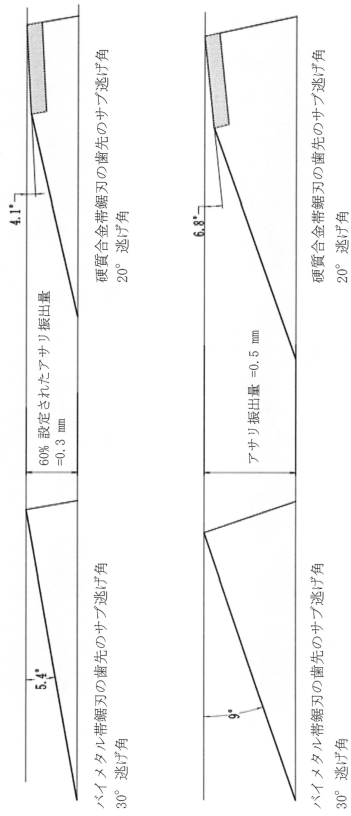 5.4°
60% 設定されたアサリ振出量
=0.3 mm
4.1°
バイメタル帯鋸刃の歯先のサブ逃げ角
30° 逃げ角
硬質合金帯鋸刃の歯先のサブ逃げ角
20° 逃げ角
9°
アサリ振出量 =0.5 mm
6.8°
バイメタル帯鋸刃の歯先のサブ逃げ角
30° 逃げ角
硬質合金帯鋸刃の歯先のサブ逃げ角
20° 逃げ角